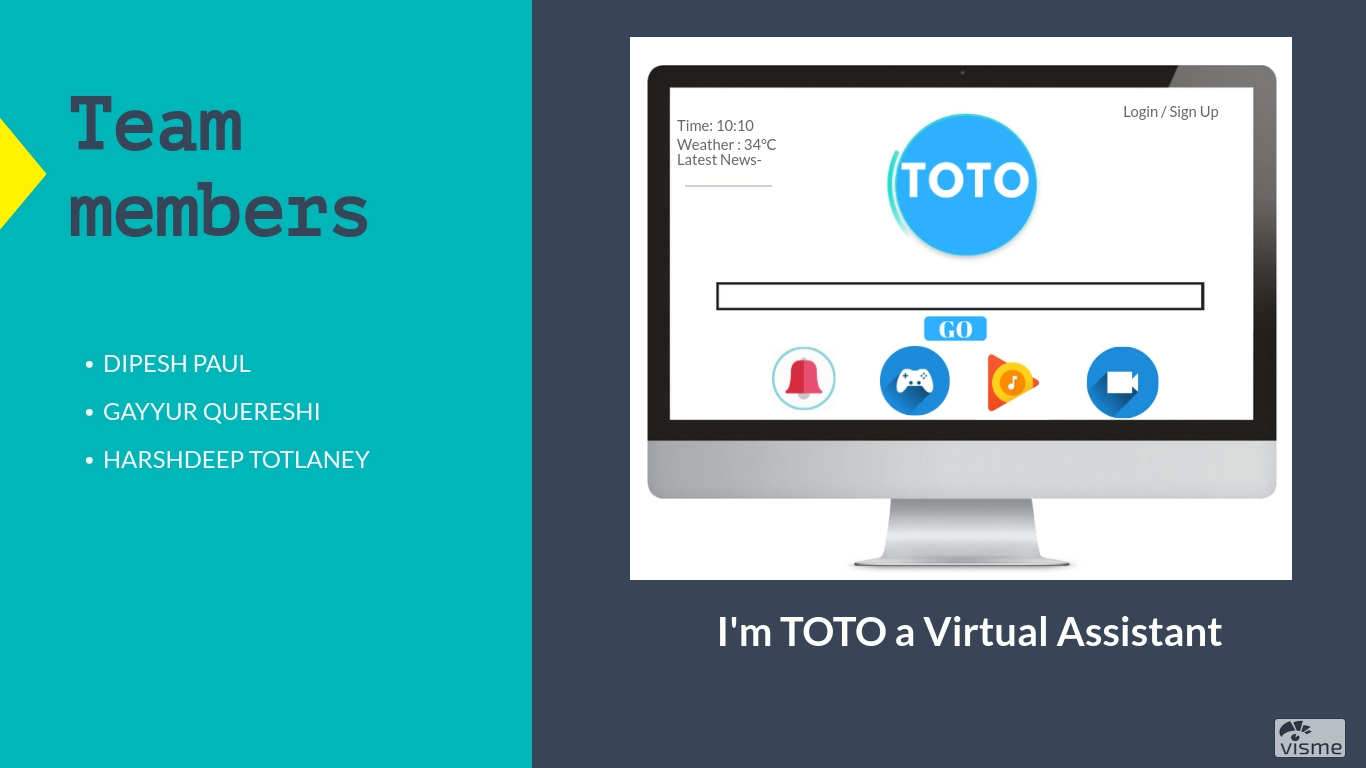 Team
members
• DIPESH PAUL
• GAYYUR QUERESHI
• HARSHDEEP TOTLANEY
Time: 10:10
Weather : 34°C
Latest News-
Login / Sign Up
TOTO
GO
I'm TOTO a Virtual Assistant
visme